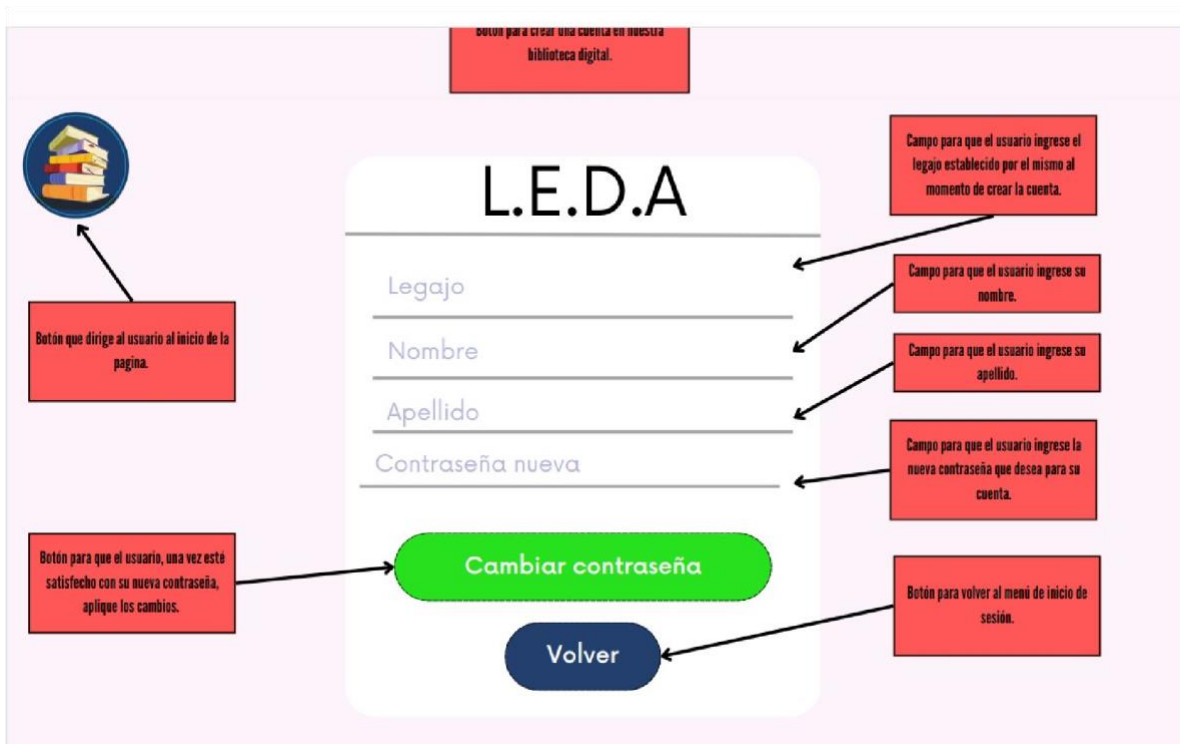 Botón para crear una cuenta en nuestra
biblioteca digital.
L.E.D.A
Campo para que el usuario ingrese el
legajo establecido por el mismo al
momento de crear la cuenta.
Legajo
Campo para que el usuario ingrese su
nombre.
Botón que dirige al usuario al inicio de la
pagina.
Nombre
Campo para que el usuario ingrese su
apellido.
Apellido
Contraseña nueva
Campo para que el usuario ingrese la
nueva contraseña que desea para su
cuenta.
Botón para que el usuario, una vez esté
satisfecho con su nueva contraseña,
aplique los cambios.
Cambiar contraseña
Botón para volver al menú de inicio de
sesión.
Volver